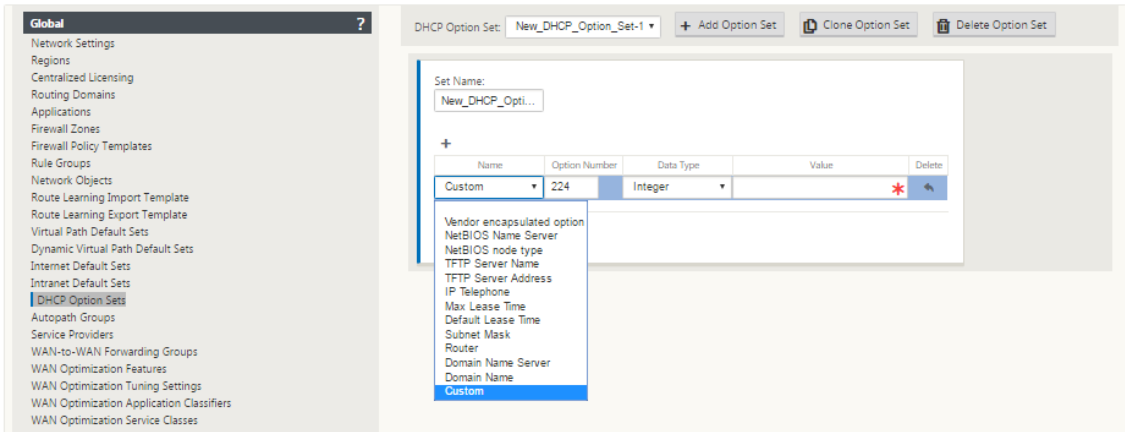 Global ?
Network Settings
Regions
Centralized Licensing
Routing Domains
Applications
Firewall Zones
Firewall Policy Templates
Rule Groups
Network Objects
Route Learning Import Template
Route Learning Export Template
Virtual Path Default Sets
Dynamic Virtual Path Default Sets
Internet Default Sets
Intranet Default Sets
DHCP Option Sets
Autopath Groups
Service Providers
WAN-to-WAN Forwarding Groups
WAN Optimization Features
WAN Optimization Tuning Settings
WAN Optimization Application Classifiers
WAN Optimization Service Classes
DHCP Option Set: New_DHCP_Option_Set-1 + Add Option Set Clone Option Set Delete Option Set
Set Name:
New_DHCP_Opti...
+
Name Option Number Data Type Value Delete
Custom 224 Integer *
Vendor encapsulated option
NetBIOS Name Server
NetBIOS node type
TFTP Server Name
TFTP Server Address
IP Telephone
Max Lease Time
Default Lease Time
Subnet Mask
Router
Domain Name Server
Domain Name
Custom